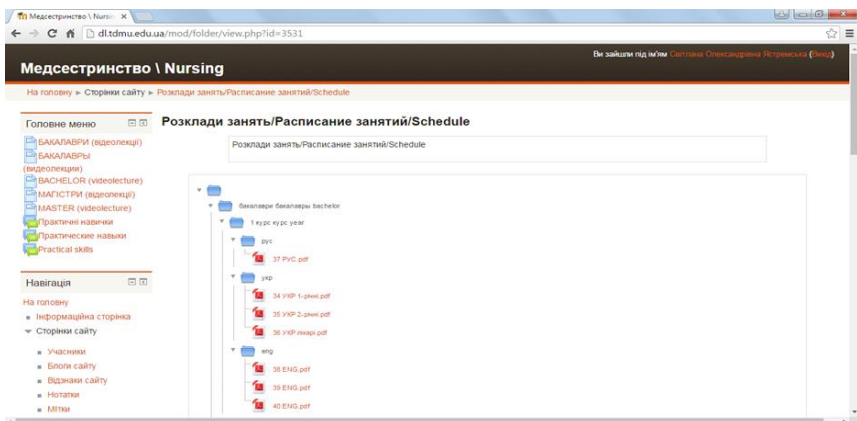 Медсестринство \ Nursin
dl.tdmu.edu.ua/mod/folder/view.php?id=3531
Ви зайшли під ім'ям Світлана Олександрівна Ястремська (Вихід)
Медсестринство \ Nursing
На головну ► Сторінки сайту ► Розклади занять/Расписание занятий/Schedule
Головне меню
БАКАЛАВРИ (відеолекції)
БАКАЛАВРЫ
(видеолекции)
BACHELOR (videolecture)
МАГІСТРИ (відеолекції)
MASTER (videolecture)
Практичні навички
Практические навыки
Practical skills
Навігація
На головну
Інформаційна сторінка
Сторінки сайту
Учасники
Блоги сайту
Відзнаки сайту
Нотатки
Мітки
Розклади занять/Расписание занятий/Schedule
Розклади занять/Расписание занятий/Schedule
бакалаври бакалавры bachelor
1 курс курс year
рус
37 РУС.pdf
укр
34 УКР 1-річні.pdf
35 УКР 2-річні.pdf
36 УКР лікарі.pdf
eng
38 ENG.pdf
39 ENG.pdf
40 ENG.pdf